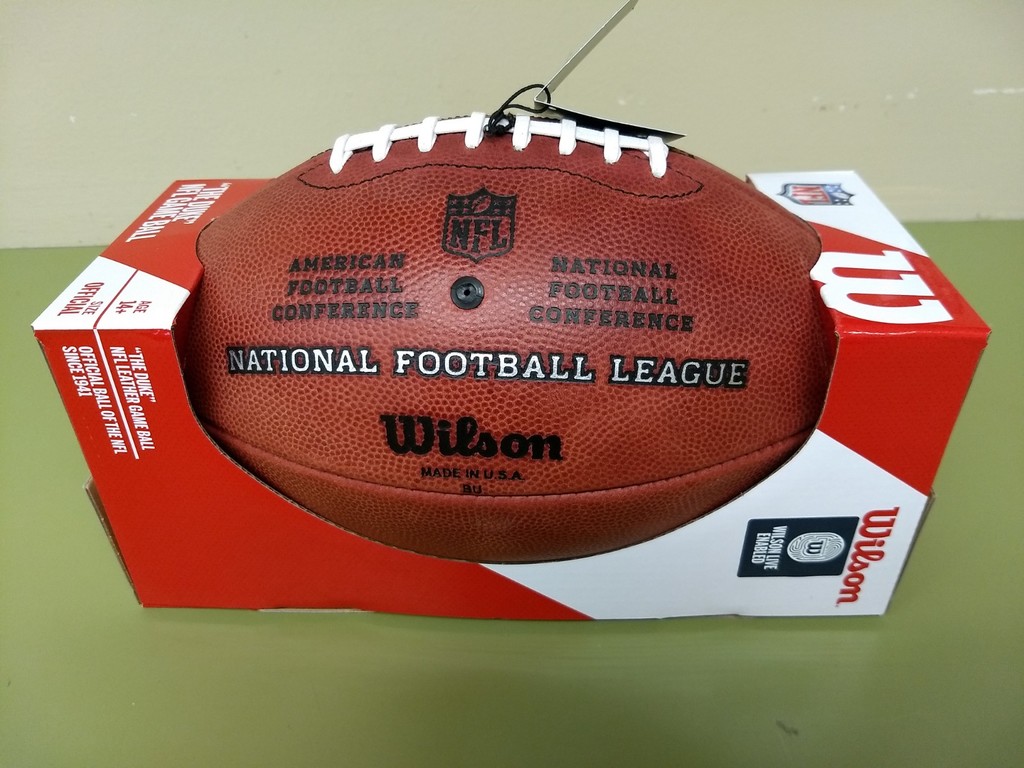 NFL
AMERICAN
FOOTBALL
CONFERENCE
NATIONAL
FOOTBALL
CONFERENCE
NATIONAL FOOTBALL LEAGUE
Wilson
MADE IN U.S.A.
BU
"THE DUKE"
NFL GAME BALL
AGE
14+
SIZE
OFFICIAL
"THE DUKE"
NFL LEATHER GAME BALL
OFFICIAL BALL OF THE NFL
SINCE 1941
NFL
W
Wilson
W
WILSON LIVE
ENABLED